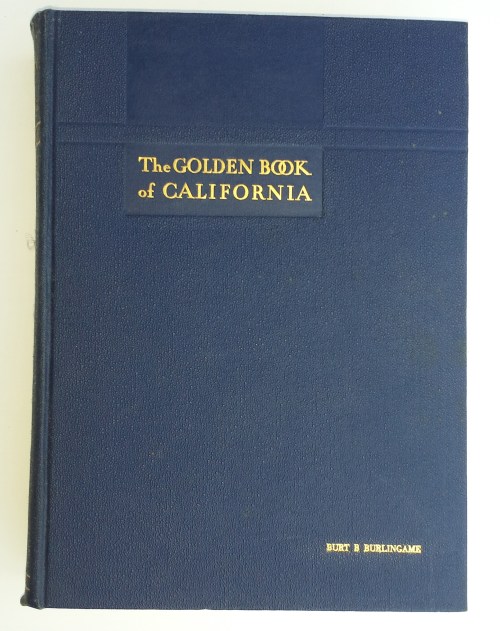 The GOLDEN BOOK
of CALIFORNIA
BURT B BURLINGAME